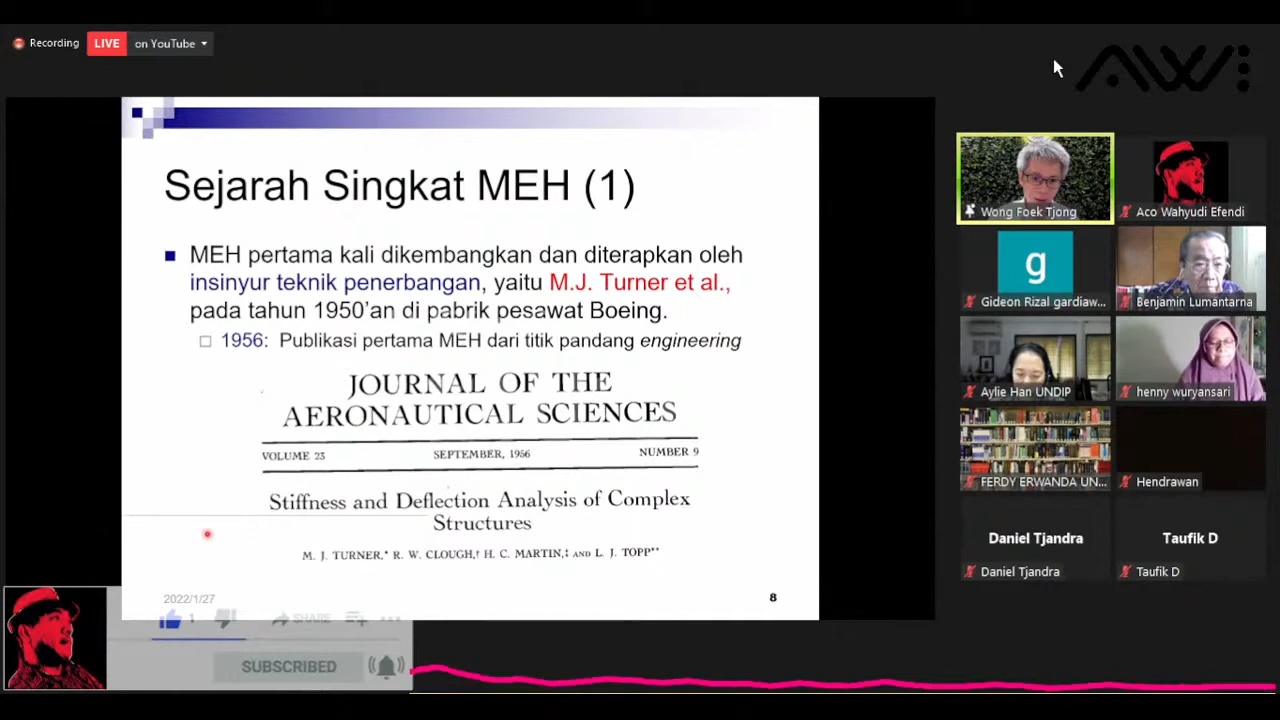 Recording
LIVE
on YouTube
AWI
Sejarah Singkat MEH (1)
MEH pertama kali dikembangkan dan diterapkan oleh
insinyur teknik penerbangan, yaitu M.J. Turner et al.,
pada tahun 1950’an di pabrik pesawat Boeing.
1956: Publikasi pertama MEH dari titik pandang engineering
JOURNAL OF THE
AERONAUTICAL SCIENCES
VOLUME 23 SEPTEMBER, 1956 NUMBER 9
Stiffness and Deflection Analysis of Complex
Structures
M. J. TURNER,* R. W. CLOUGH,† H. C. MARTIN,‡ AND L. J. TOPP**
2022/1/27
8
1
SHARE
SUBSCRIBED
Wong Foek Tjong
Aco Wahyudi Efendi
g
Gideon Rizal gardiaw...
Benjamin Lumantarna
Aylie Han UNDIP
henny wuryansari
FERDY ERWANDA UN...
Hendrawan
Daniel Tjandra
Daniel Tjandra
Taufik D
Taufik D